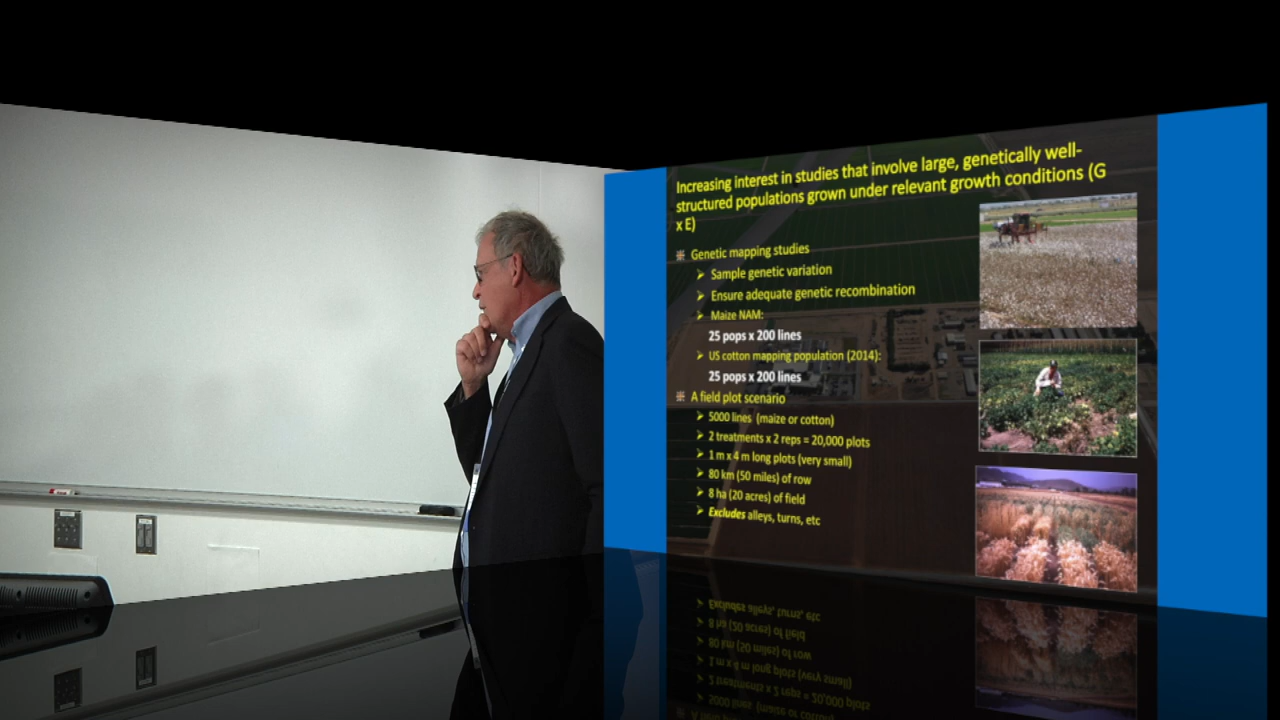 Increasing interest in studies that involve large, genetically well-
structured populations grown under relevant growth conditions (G
x E)
Genetic mapping studies
Sample genetic variation
Ensure adequate genetic recombination
Maize NAM:
25 pops x 200 lines
US cotton mapping population (2014):
25 pops x 200 lines
A field plot scenario
5000 lines (maize or cotton)
2 treatments x 2 reps = 20,000 plots
1 m x 4 m long plots (very small)
80 km (50 miles) of row
8 ha (20 acres) of field
Excludes alleys, turns, etc